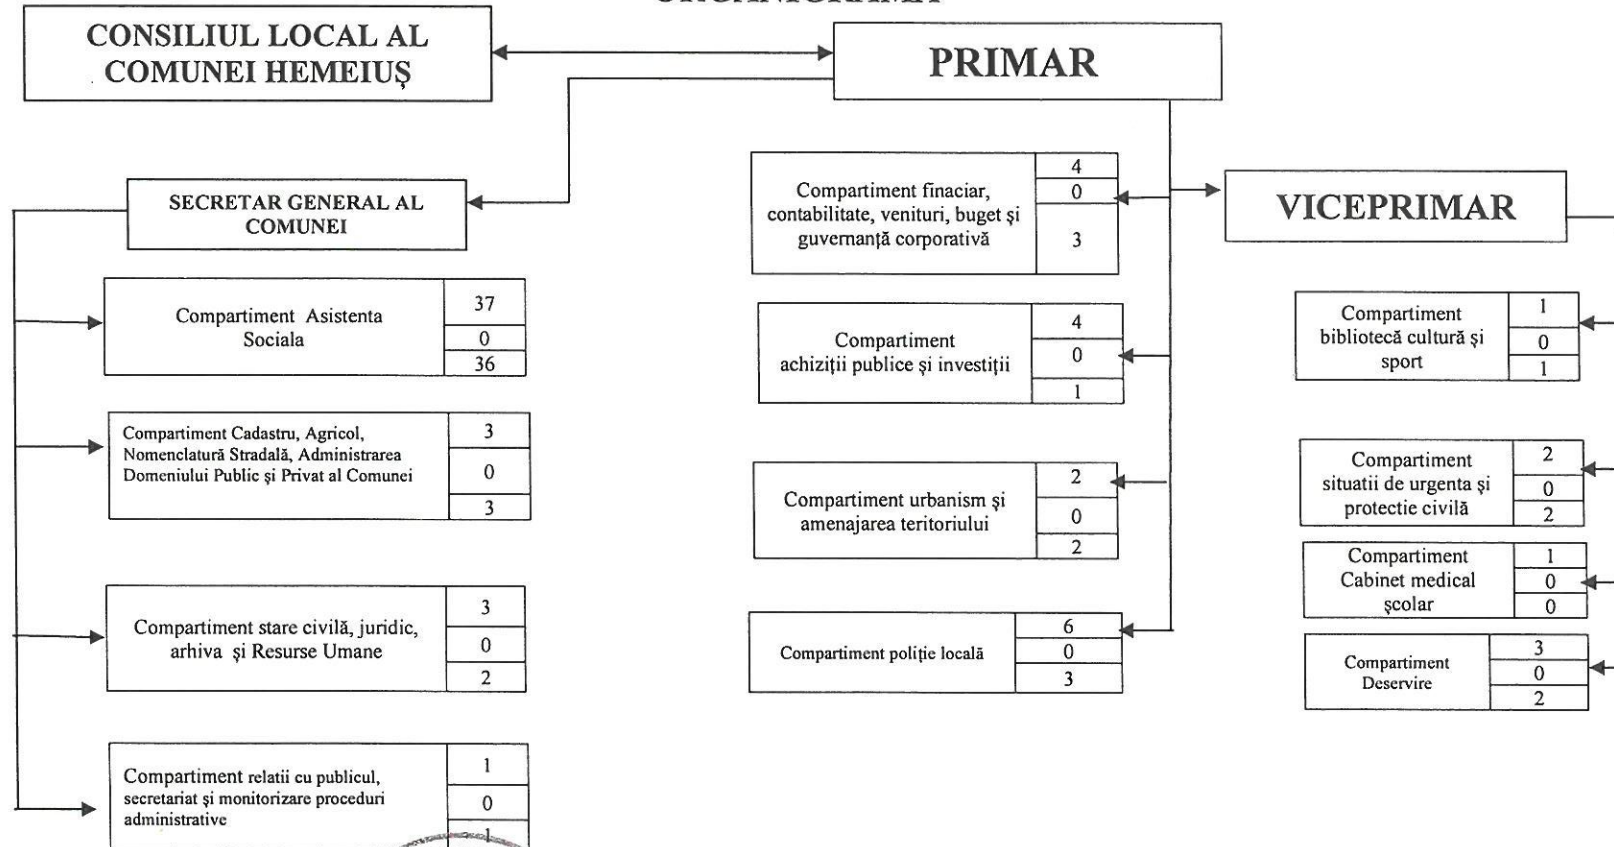 CONSILIUL LOCAL AL
COMUNEI HEMEIUȘ
PRIMAR
SECRETAR GENERAL AL
COMUNEI
VICEPRIMAR
Compartiment Asistenta
Sociala
37
0
36
Compartiment Cadastru, Agricol,
Nomenclatură Stradală, Administrarea
Domeniului Public și Privat al Comunei
3
0
3
Compartiment stare civilă, juridic,
arhiva și Resurse Umane
3
0
2
Compartiment relatii cu publicul,
secretariat și monitorizare proceduri
administrative
1
0
1
Compartiment finaciar,
contabilitate, venituri, buget și
guvernanță corporativă
4
0
3
Compartiment
achiziții publice și investiții
4
0
1
Compartiment urbanism și
amenajarea teritoriului
2
0
2
Compartiment poliție locală
6
0
3
Compartiment
bibliotecă cultură și
sport
1
0
1
Compartiment
situatii de urgenta și
protectie civilă
2
0
2
Compartiment
Cabinet medical
școlar
1
0
0
Compartiment
Deservire
3
0
2